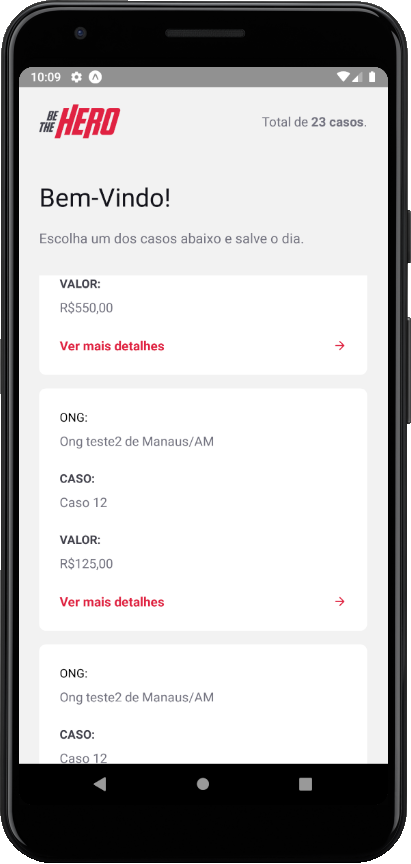 10:09
BE
THE HERO
Total de 23 casos.
Bem-Vindo!
Escolha um dos casos abaixo e salve o dia.
VALOR:
R$550,00
Ver mais detalhes
ONG:
Ong teste2 de Manaus/AM
CASO:
Caso 12
VALOR:
R$125,00
Ver mais detalhes
ONG:
Ong teste2 de Manaus/AM
CASO:
Caso 12